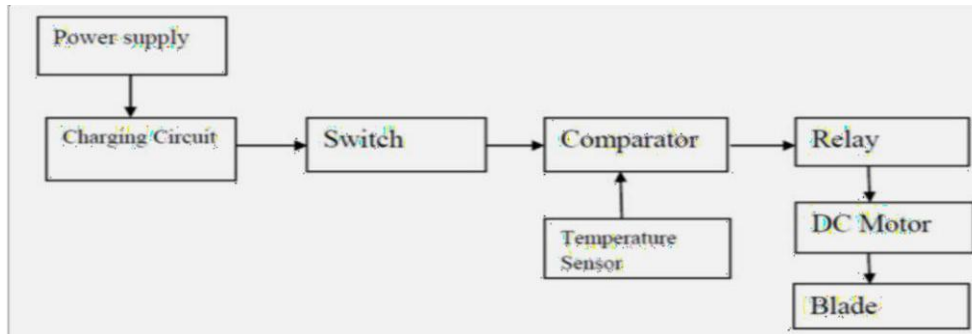 Power supply
Charging Circuit
Switch
Comparator
Relay
Temperature
Sensor
DC Motor
Blade